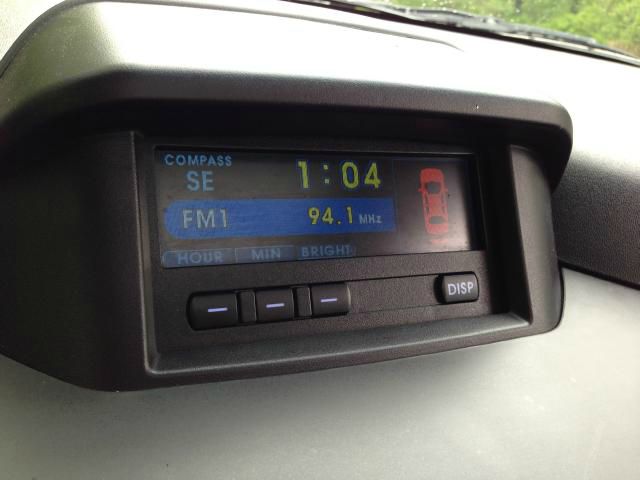 COMPASS
SE 1:04
FM1 94.1 MHz
HOUR MIN BRIGHT
DISP